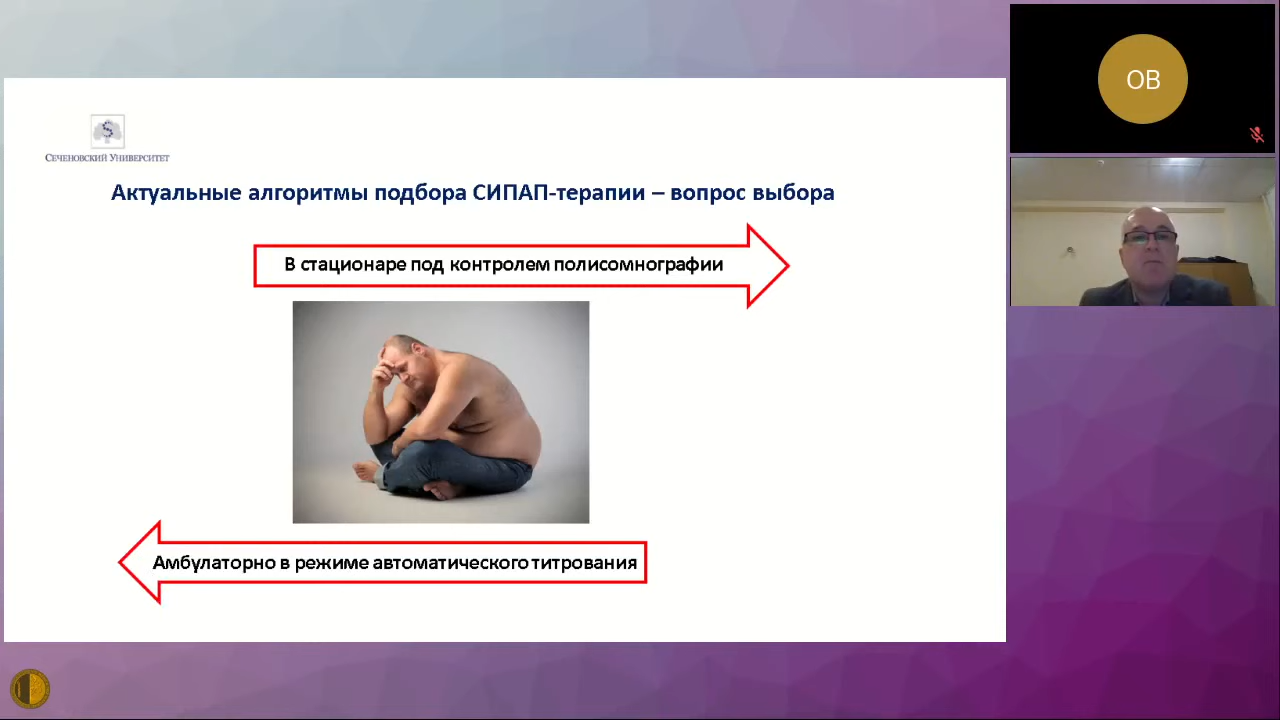 ОВ
Сеченовский Университет
Актуальные алгоритмы подбора СИПАП-терапии – вопрос выбора
В стационаре под контролем полисомнографии
Амбулаторно в режиме автоматического титрования